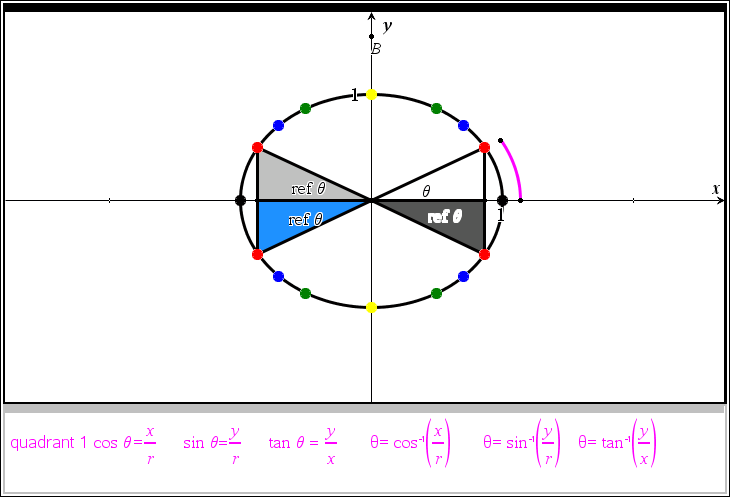 y
B
1
ref θ
θ
x
ref θ
ref θ
1
quadrant 1 cos θ=x/r sin θ=y/r tan θ = y/x θ= cos⁻¹(x/r) θ= sin⁻¹(y/r) θ= tan⁻¹(y/x)